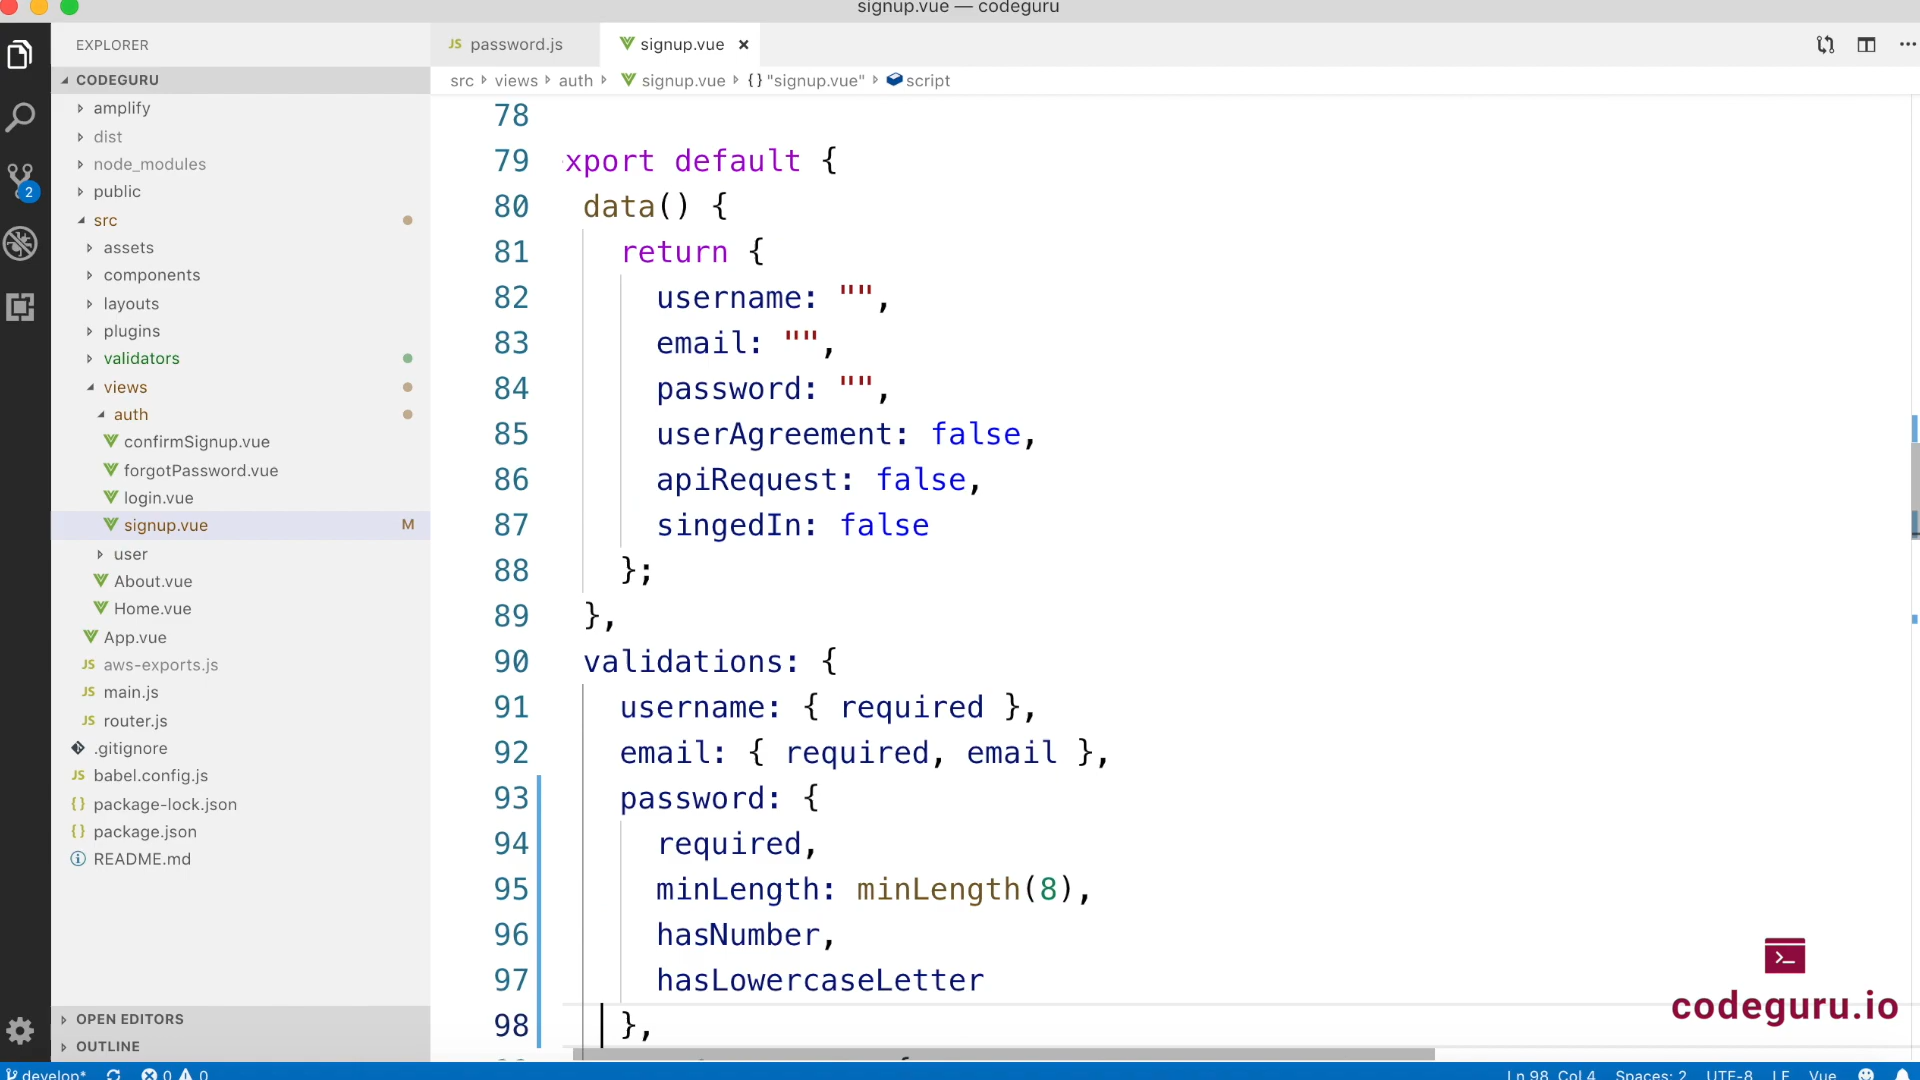 signup.vue — codeguru
EXPLORER
JS password.js
signup.vue ×
CODEGURU
src views auth signup.vue {} "signup.vue" script
amplify
dist
node_modules
public
src
assets
components
layouts
plugins
validators
views
auth
confirmSignup.vue
forgotPassword.vue
login.vue
signup.vue M
user
About.vue
Home.vue
App.vue
JS aws-exports.js
JS main.js
JS router.js
.gitignore
JS babel.config.js
{} package-lock.json
{} package.json
README.md
OPEN EDITORS
OUTLINE
2
78
79 xport default {
80 data() {
81 return {
82 username: "",
83 email: "",
84 password: "",
85 userAgreement: false,
86 apiRequest: false,
87 singedIn: false
88 };
89 },
90 validations: {
91 username: { required },
92 email: { required, email },
93 password: {
94 required,
95 minLength: minLength(8),
96 hasNumber,
97 hasLowercaseLetter
98 },
codeguru.io
develop* 0 0 Ln 98, Col 4 Spaces: 2 UTF-8 LF Vue